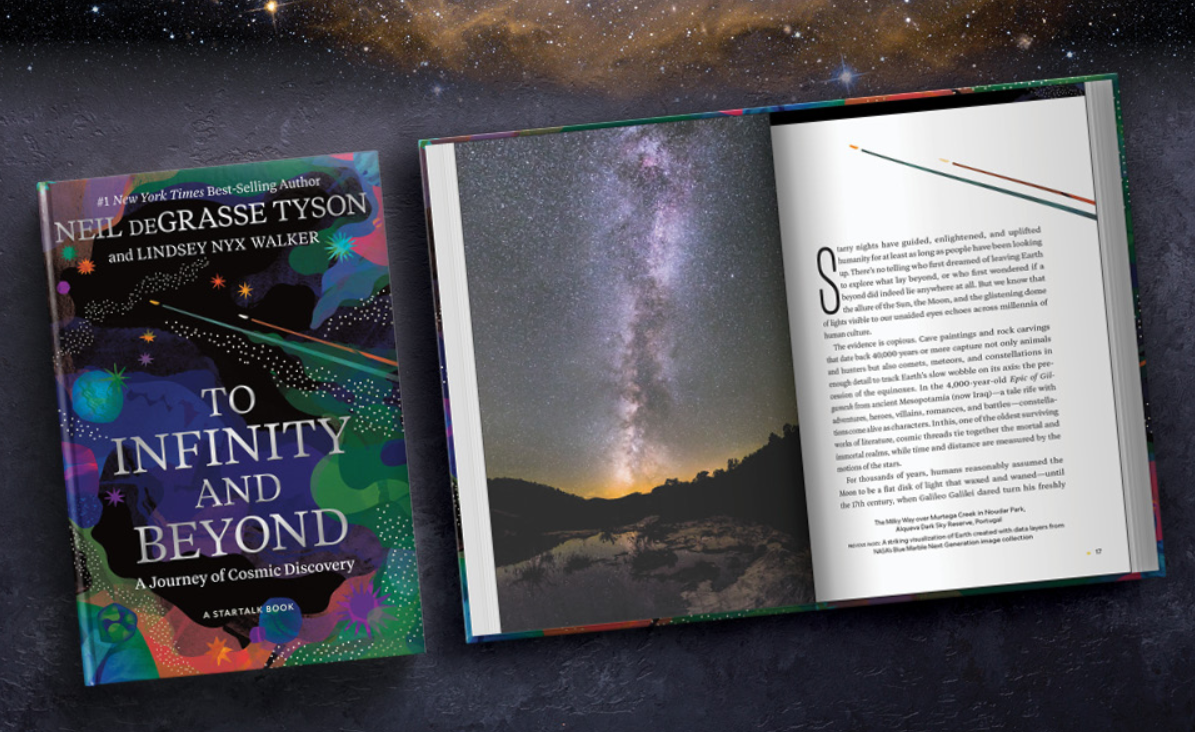 #1 New York Times Best-Selling Author
NEIL DEGRASSE TYSON
and LINDSEY NYX WALKER
TO
INFINITY
AND
BEYOND
A Journey of Cosmic Discovery
A STARTALK BOOK
Starry nights have guided, enlightened, and uplifted
humanity for at least as long as people have been looking
up. There's no telling who first dreamed of leaving Earth
to explore what lay beyond, or who first wondered if a
beyond did indeed lie anywhere at all. But we know that
the allure of the Sun, the Moon, and the glistening dome
of lights visible to our unaided eyes echoes across millennia of
human culture.
The evidence is copious. Cave paintings and rock carvings
that date back 40,000 years or more capture not only animals
and hunters but also comets, meteors, and constellations in
enough detail to track Earth's slow wobble on its axis: the pre-
cession of the equinoxes. In the 4,000-year-old Epic of Gil-
gamesh from ancient Mesopotamia (now Iraq)—a tale rife with
adventures, heroes, villains, romances, and battles—constella-
tions come alive as characters. In this, one of the oldest surviving
works of literature, cosmic threads tie together the mortal and
immortal realms, while time and distance are measured by the
motions of the stars.
For thousands of years, humans reasonably assumed the
Moon to be a flat disk of light that waxed and waned—until
the 17th century, when Galileo Galilei dared turn his freshly
The Milky Way over Murtega Creek in Noudar Park,
Alqueva Dark Sky Reserve, Portugal
A striking visualization of Earth created with data layers from
NASA's Blue Marble Next Generation image collection
17